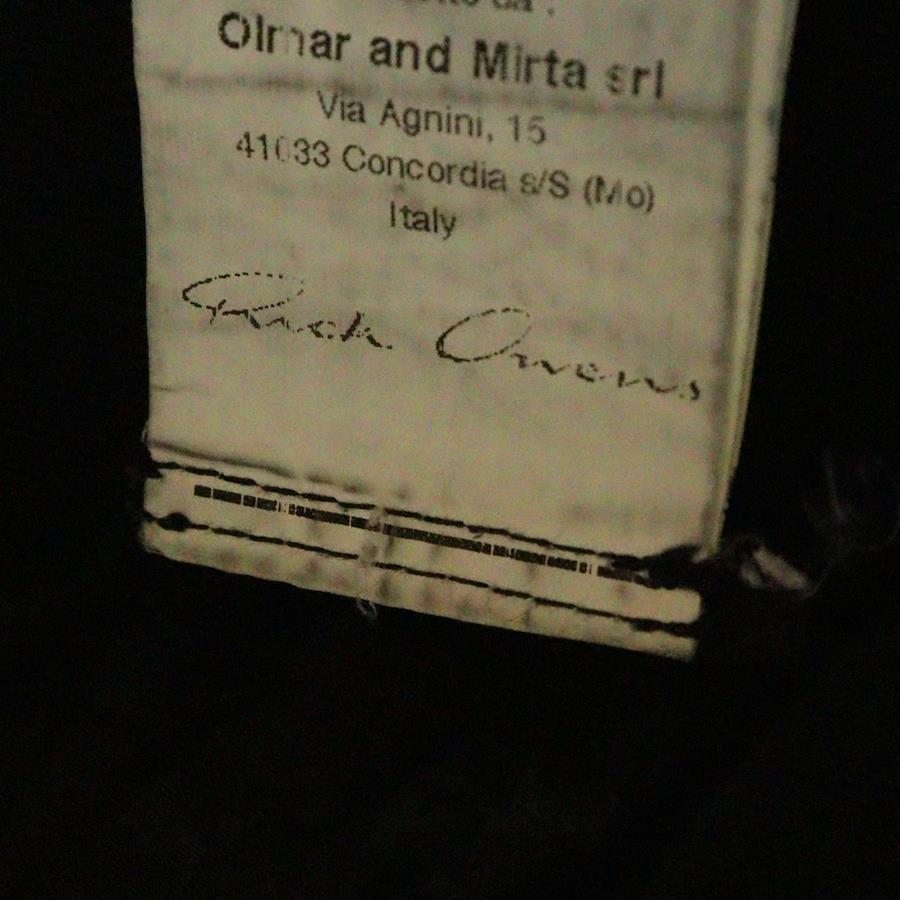 Olmar and Mirta srl
Via Agnini, 15
41033 Concordia s/S (Mo)
Italy
Rick Owens